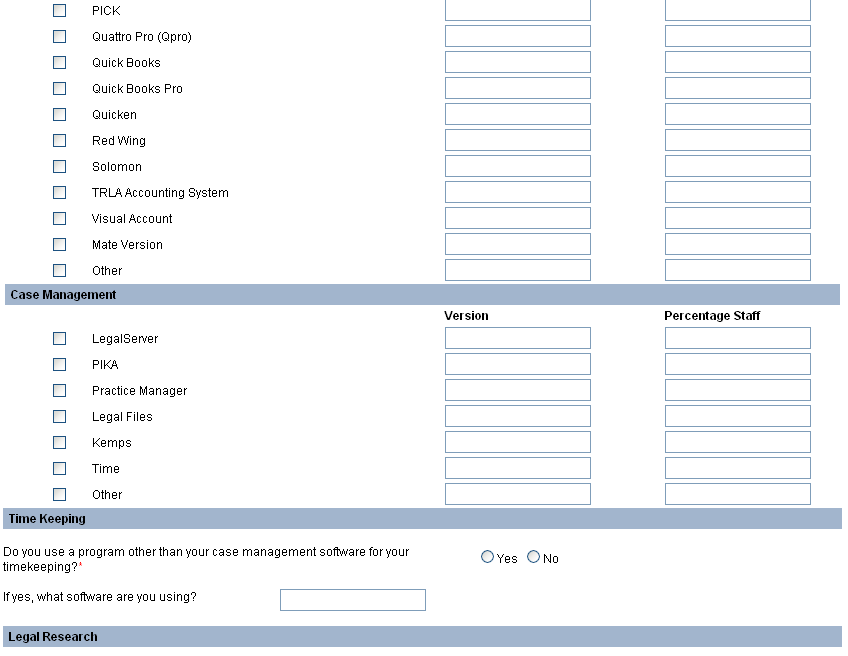 PICK
Quattro Pro (Qpro)
Quick Books
Quick Books Pro
Quicken
Red Wing
Solomon
TRLA Accounting System
Visual Account
Mate Version
Other
Case Management
Version Percentage Staff
LegalServer
PIKA
Practice Manager
Legal Files
Kemps
Time
Other
Time Keeping
Do you use a program other than your case management software for your
timekeeping?* Yes No
If yes, what software are you using?
Legal Research